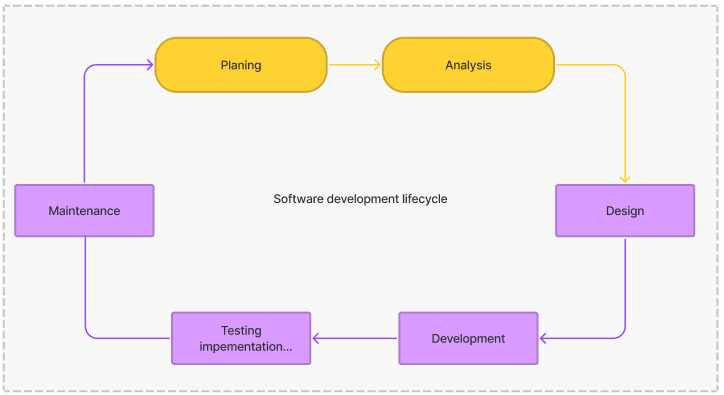 Planing
Analysis
Maintenance
Software development lifecycle
Design
Testing
impementation...
Development